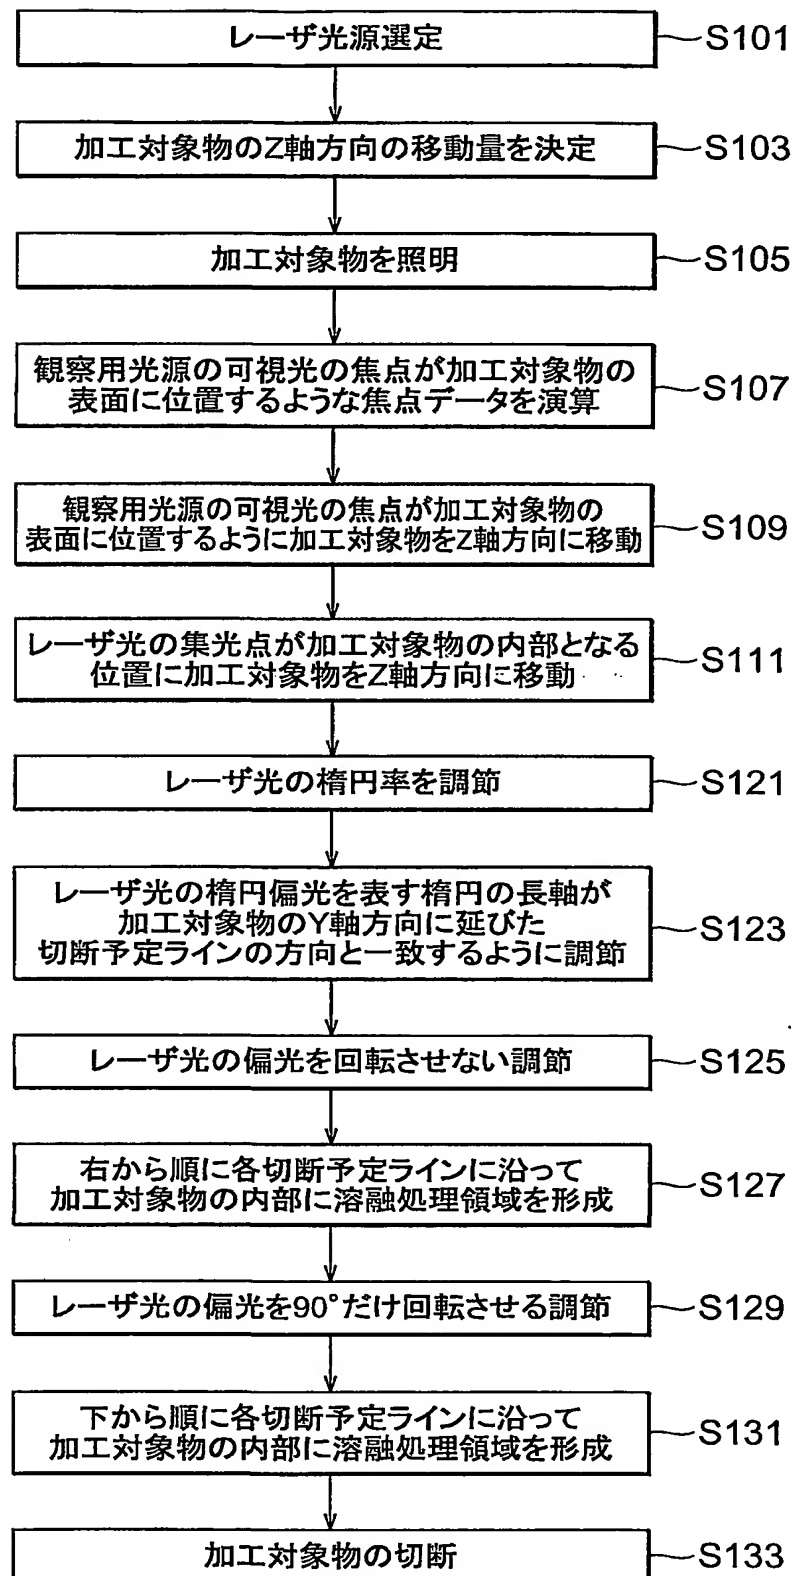 レーザ光源選定
S101
加工対象物のZ軸方向の移動量を決定
S103
加工対象物を照明
S105
観察用光源の可視光の焦点が加工対象物の
表面に位置するような焦点データを演算
S107
観察用光源の可視光の焦点が加工対象物の
表面に位置するように加工対象物をZ軸方向に移動
S109
レーザ光の集光点が加工対象物の内部となる
位置に加工対象物をZ軸方向に移動
S111
レーザ光の楕円率を調節
S121
レーザ光の楕円偏光を表す楕円の長軸が
加工対象物のY軸方向に延びた
切断予定ラインの方向と一致するように調節
S123
レーザ光の偏光を回転させない調節
S125
右から順に各切断予定ラインに沿って
加工対象物の内部に溶融処理領域を形成
S127
レーザ光の偏光を90°だけ回転させる調節
S129
下から順に各切断予定ラインに沿って
加工対象物の内部に溶融処理領域を形成
S131
加工対象物の切断
S133